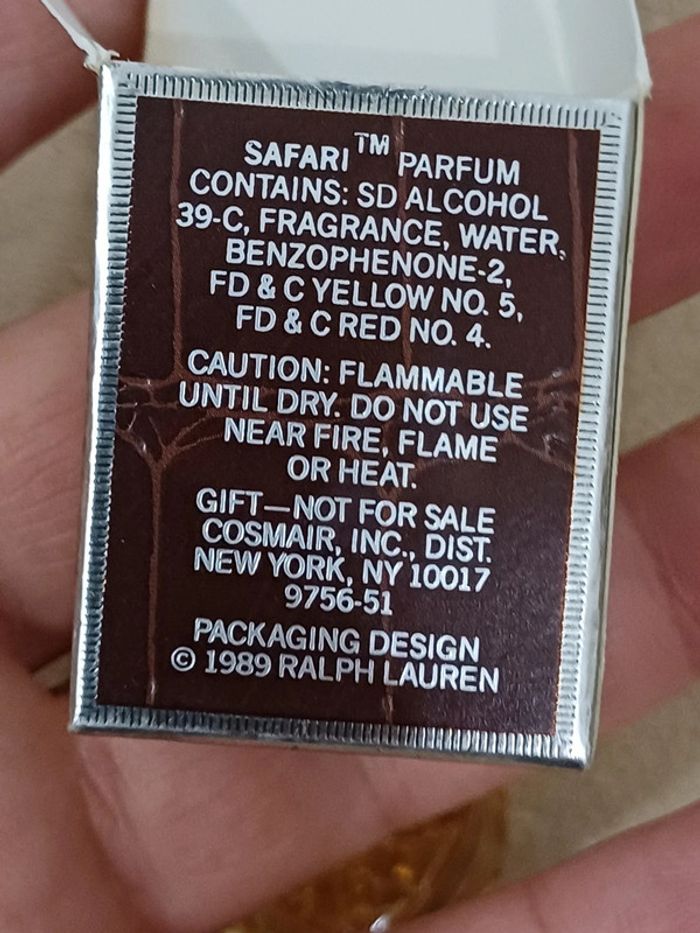 SAFARI™ PARFUM
CONTAINS: SD ALCOHOL
39-C, FRAGRANCE, WATER,
BENZOPHENONE-2,
FD & C YELLOW NO. 5,
FD & C RED NO. 4.
CAUTION: FLAMMABLE
UNTIL DRY. DO NOT USE
NEAR FIRE, FLAME
OR HEAT.
GIFT—NOT FOR SALE
COSMAIR, INC., DIST.
NEW YORK, NY 10017
9756-51
PACKAGING DESIGN
© 1989 RALPH LAUREN